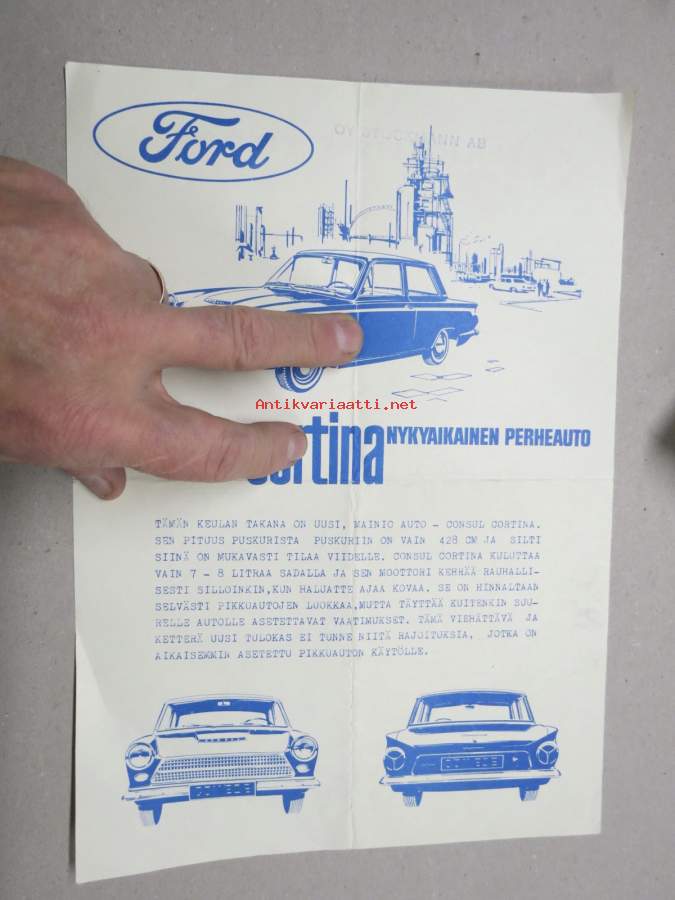 Ford
OY STOCKMANN AB
Antikvariaatti.net
Cortina NYKYAIKAINEN PERHEAUTO
TÄMÄN KEULAN TAKANA ON UUSI, MAINIO AUTO - CONSUL CORTINA.
SEN PITUUS PUSKURISTA PUSKURIIN ON VAIN 428 CM JA SILTI
SIINÄ ON MUKAVASTI TILAA VIIDELLE. CONSUL CORTINA KULUTTAA
VAIN 7 - 8 LITRAA SADALLA JA SEN MOOTTORI KEHRÄÄ RAUHALLI-
SESTI SILLOINKIN,KUN HALUATTE AJAA KOVAA. SE ON HINNALTAAN
SELVÄSTI PIKKUAUTOJEN LUOKKAA,MUTTA TÄYTTÄÄ KUITENKIN SUU-
RELLE AUTOLLE ASETETTAVAT VAATIMUKSET. TÄMÄ VIEHÄTTÄVÄ JA
KETTERÄ UUSI TULOKAS EI TUNNE NIITÄ RAJOITUKSIA, JOTKA ON
AIKAISEMMIN ASETETTU PIKKUAUTON KÄYTÖLLE.